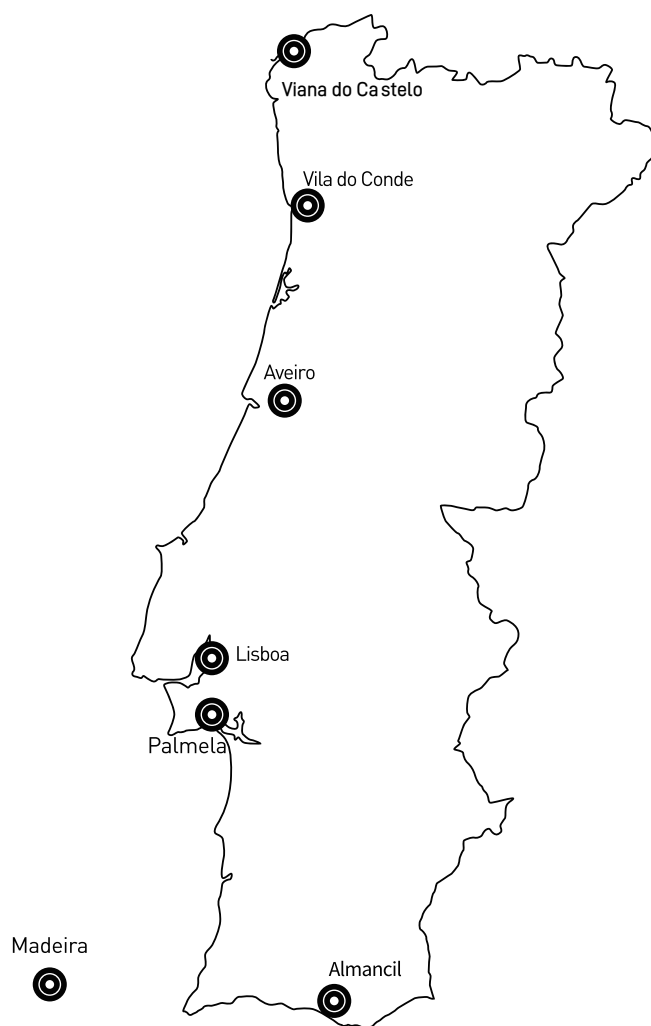 Viana do Castelo
Vila do Conde
Aveiro
Lisboa
Palmela
Madeira
Almancil